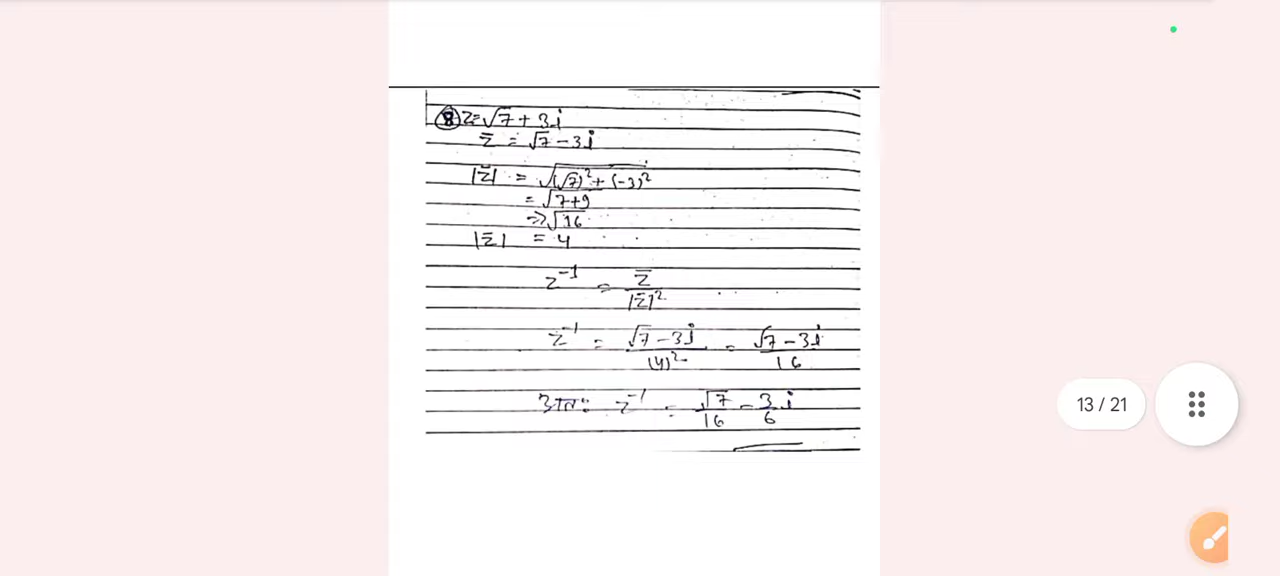 ⑧ z = √7 + 3i
z̄ = √7 - 3i
|z̄| = √(√7)² + (-3)²
= √7+9
⇒ √16
|z̄| = 4
z⁻¹ = z̄ / |z̄|²
z⁻¹ = √7 - 3i / (4)² = √7 - 3i / 16
अतः z⁻¹ = √7/16 - 3/6 i
13 / 21